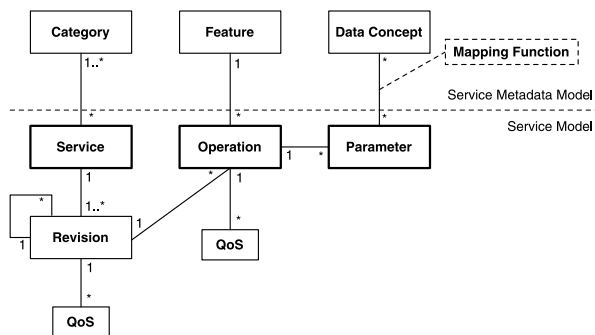 Category
Feature
Data Concept
1..*
1
*
Mapping Function
Service Metadata Model
*
*
*
Service Model
Service
Operation
1
*
Parameter
1
*
1
*
1..*
1
Revision
1
*
QoS
1
*
QoS